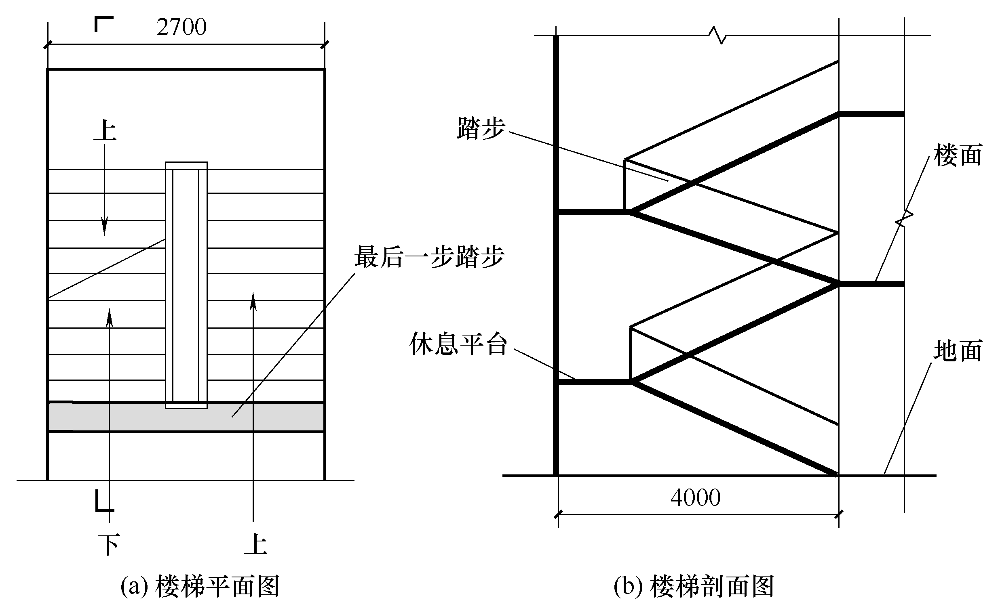 2700
上
最后一步踏步
下
上
(a) 楼梯平面图
踏步
楼面
休息平台
地面
4000
(b) 楼梯剖面图